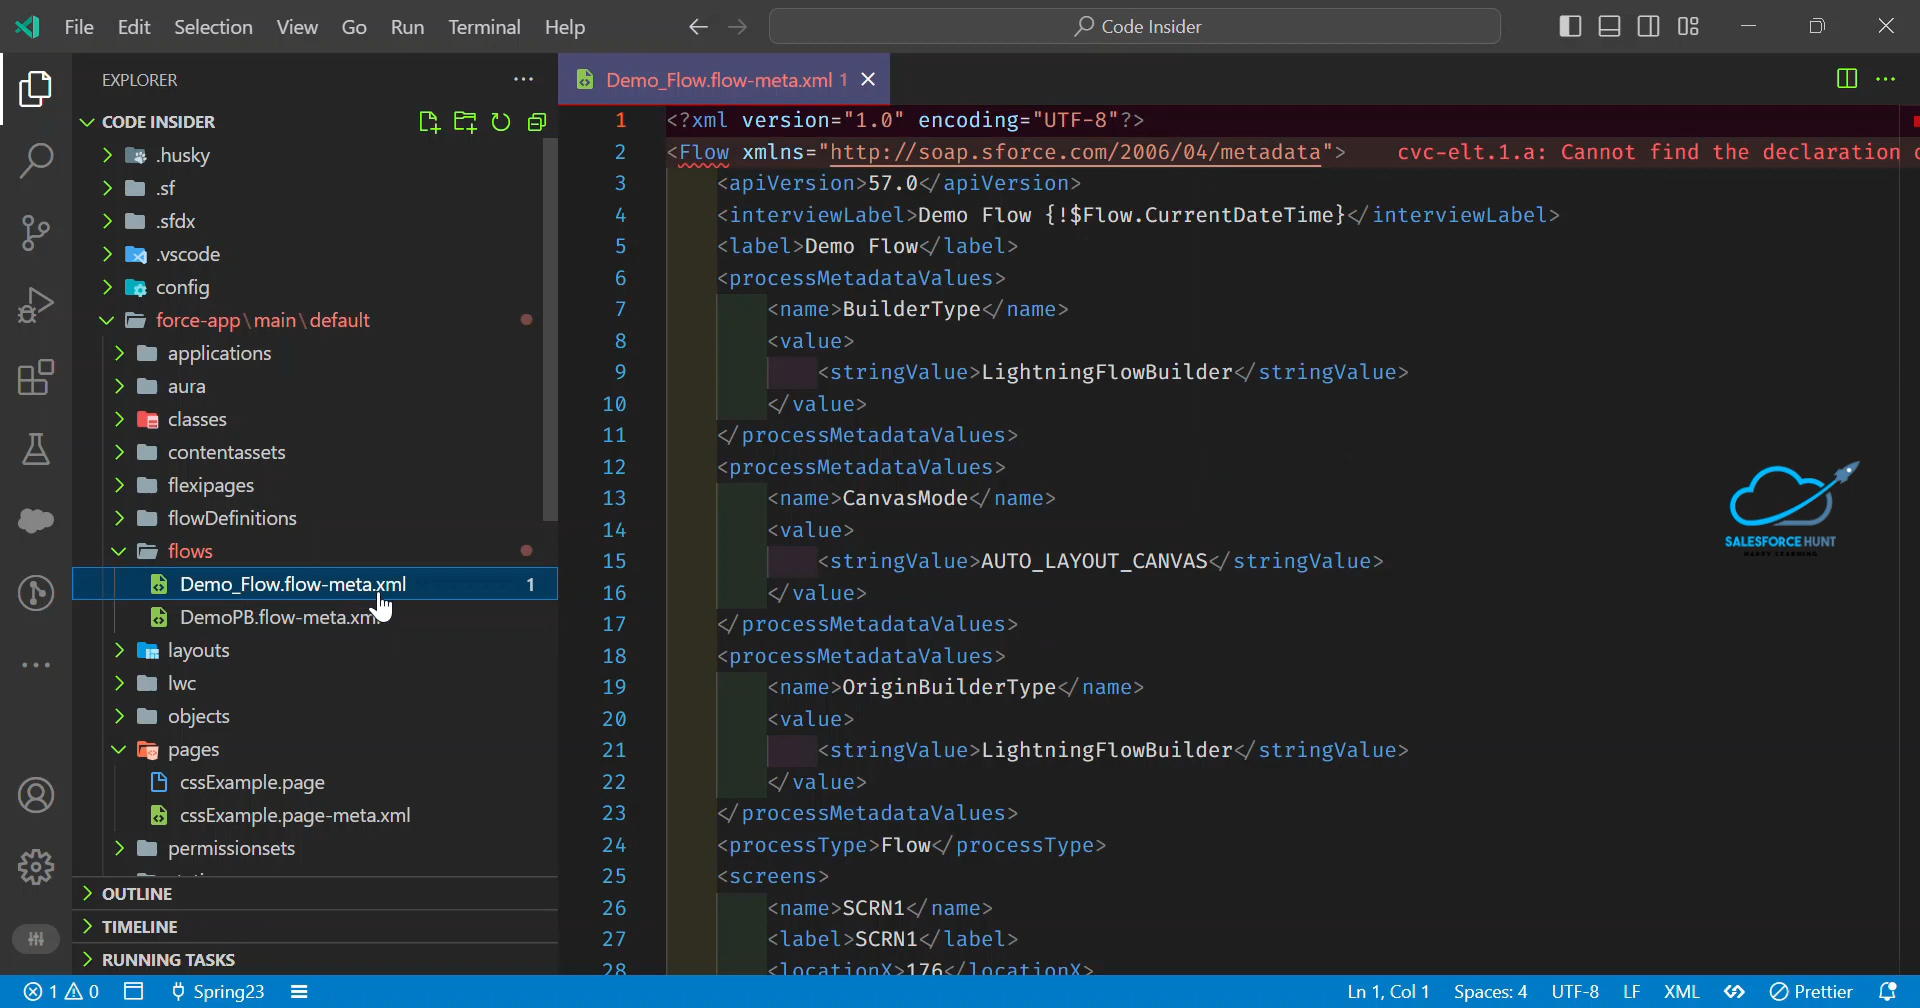 File Edit Selection View Go Run Terminal Help
Code Insider
EXPLORER
CODE INSIDER
.husky
.sf
.sfdx
.vscode
config
force-app\main\default
applications
aura
classes
contentassets
flexipages
flowDefinitions
flows
Demo_Flow.flow-meta.xml 1
DemoPB.flow-meta.xml
layouts
lwc
objects
pages
cssExample.page
cssExample.page-meta.xml
permissionsets
OUTLINE
TIMELINE
RUNNING TASKS
Demo_Flow.flow-meta.xml 1
1 <?xml version="1.0" encoding="UTF-8"?>
2 <Flow xmlns="http://soap.sforce.com/2006/04/metadata"> cvc-elt.1.a: Cannot find the declaration
3 <apiVersion>57.0</apiVersion>
4 <interviewLabel>Demo Flow {!$Flow.CurrentDateTime}</interviewLabel>
5 <label>Demo Flow</label>
6 <processMetadataValues>
7 <name>BuilderType</name>
8 <value>
9 <stringValue>LightningFlowBuilder</stringValue>
10 </value>
11 </processMetadataValues>
12 <processMetadataValues>
13 <name>CanvasMode</name>
14 <value>
15 <stringValue>AUTO_LAYOUT_CANVAS</stringValue>
16 </value>
17 </processMetadataValues>
18 <processMetadataValues>
19 <name>OriginBuilderType</name>
20 <value>
21 <stringValue>LightningFlowBuilder</stringValue>
22 </value>
23 </processMetadataValues>
24 <processType>Flow</processType>
25 <screens>
26 <name>SCRN1</name>
27 <label>SCRN1</label>
28 <locationX>176</locationX>
SALESFORCE HUNT
HAPPY LEARNING
1 0 Spring23 Ln 1, Col 1 Spaces: 4 UTF-8 LF XML Prettier